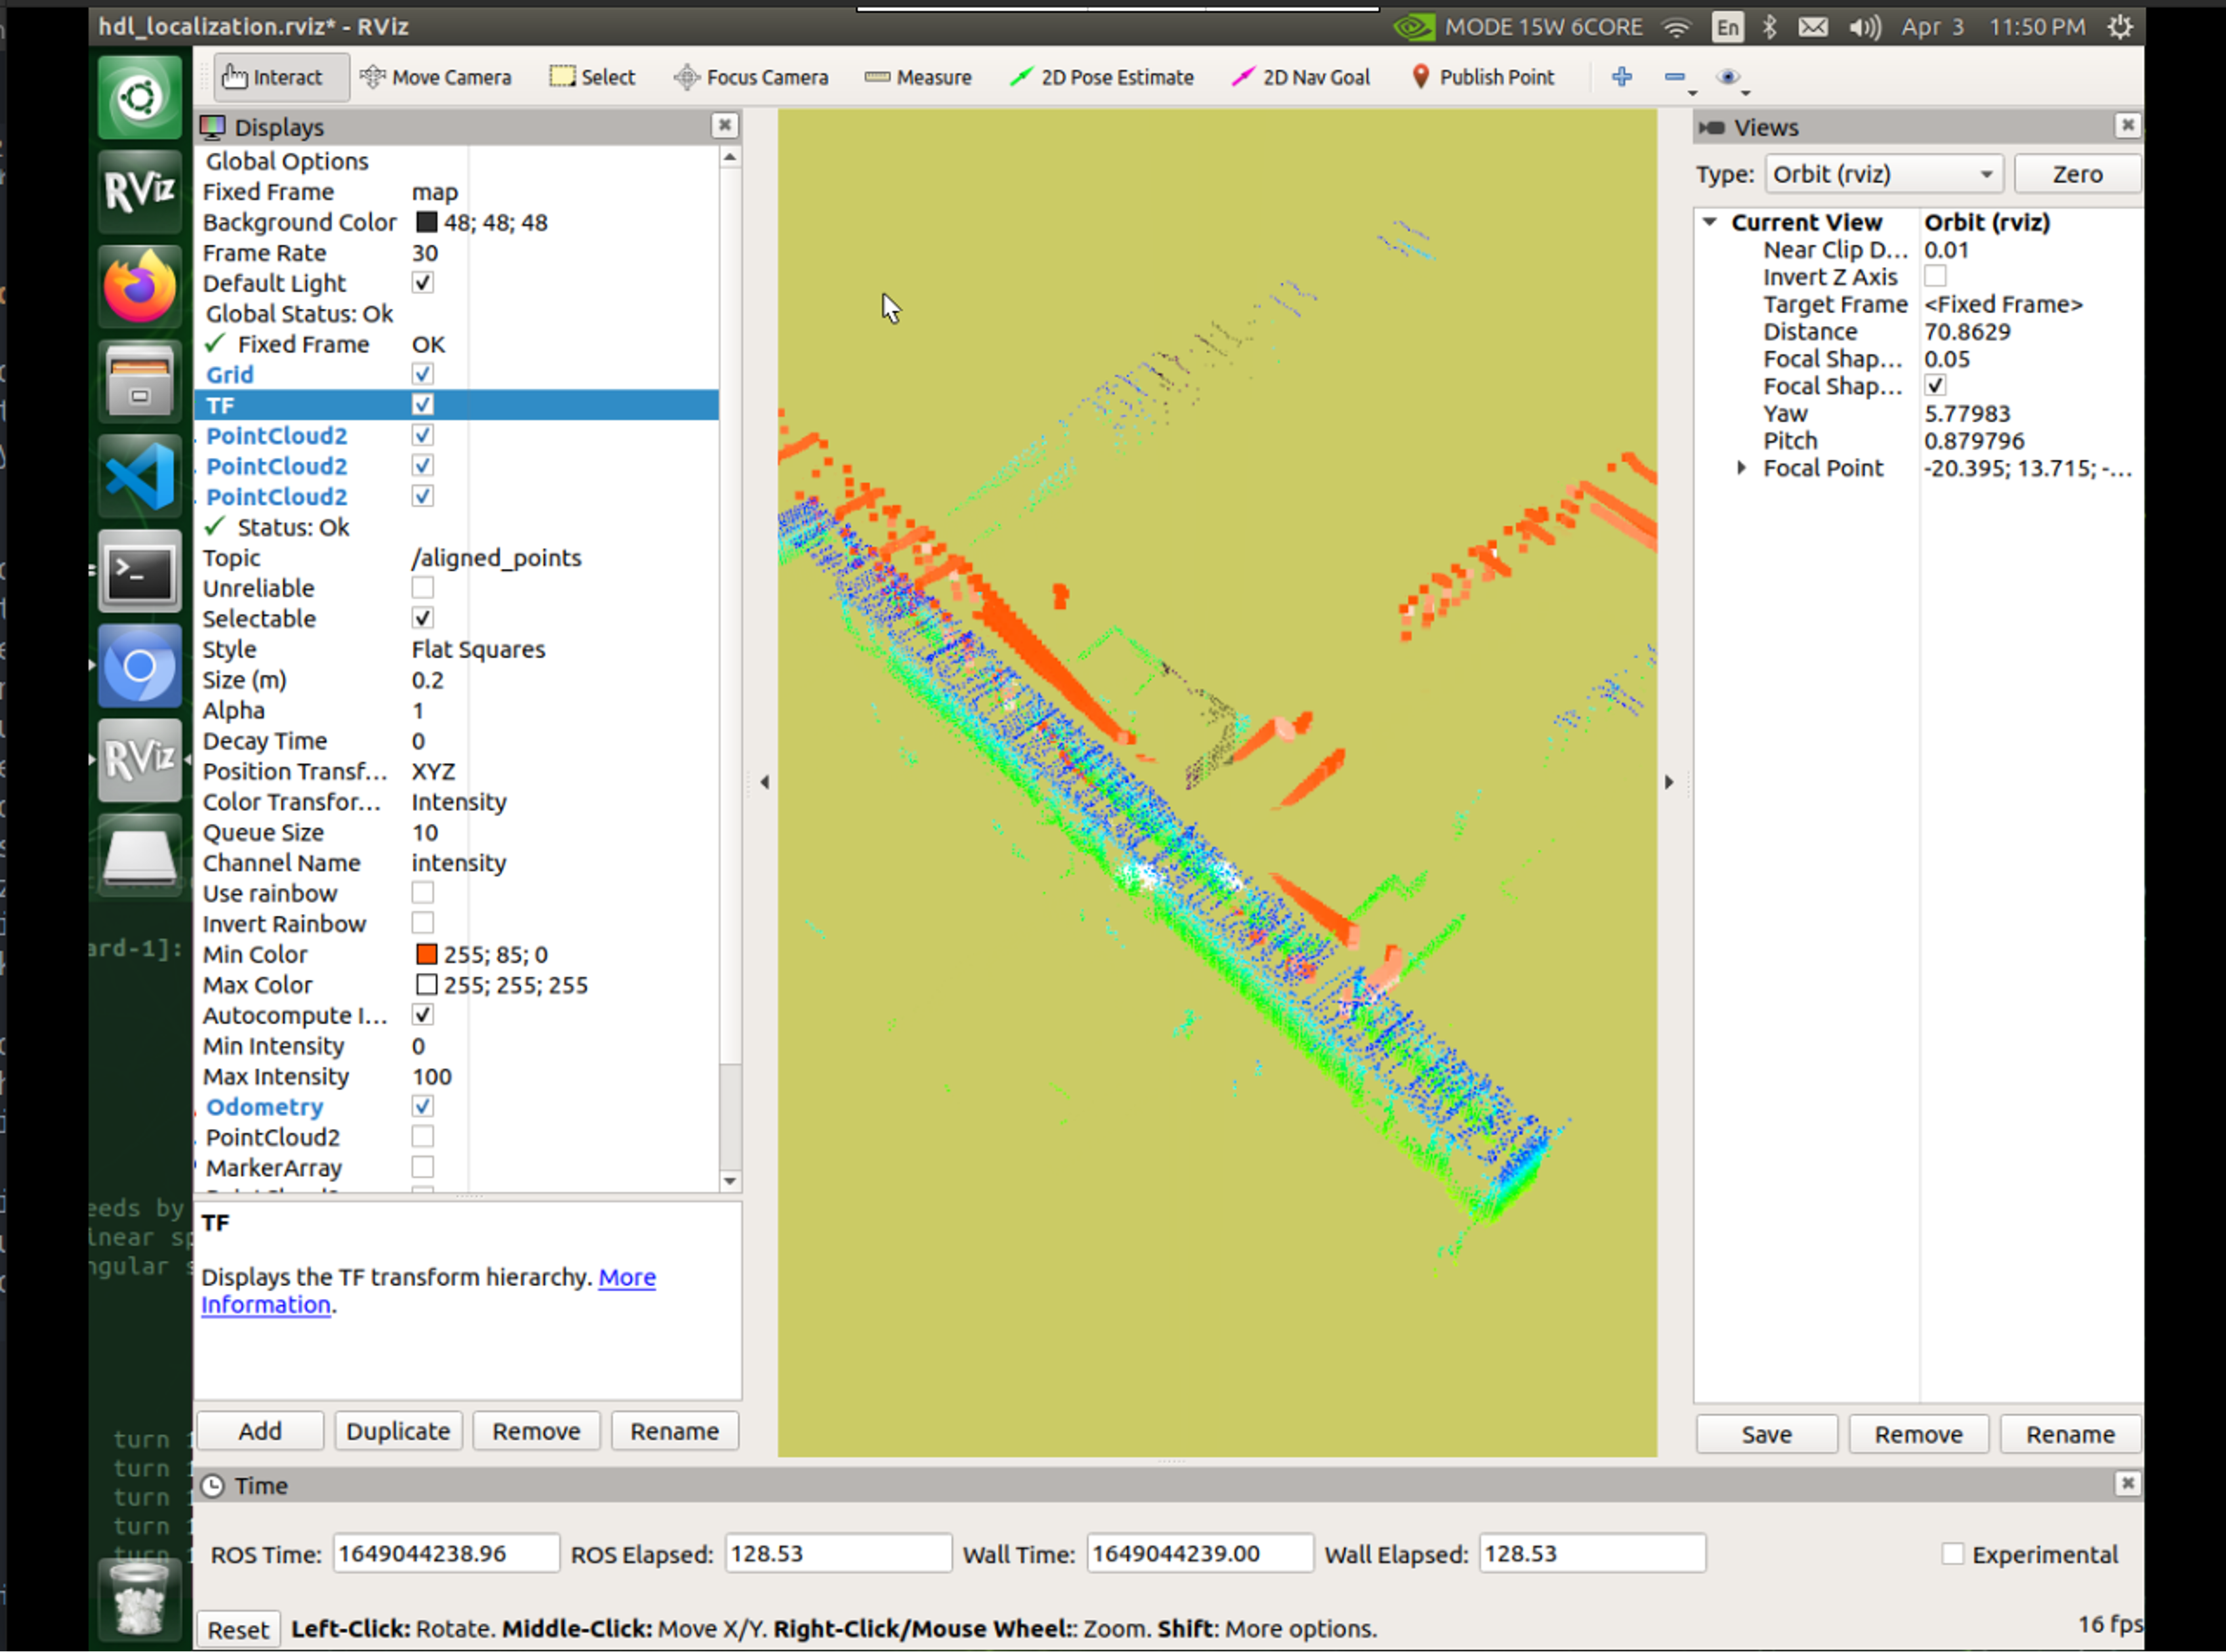 hdl_localization.rviz* - RViz
MODE 15W 6CORE En Apr 3 11:50 PM
Interact Move Camera Select Focus Camera Measure 2D Pose Estimate 2D Nav Goal Publish Point
Displays
Global Options
Fixed Frame map
Background Color 48; 48; 48
Frame Rate 30
Default Light
Global Status: Ok
Fixed Frame OK
Grid
TF
PointCloud2
PointCloud2
PointCloud2
Status: Ok
Topic /aligned_points
Unreliable
Selectable
Style Flat Squares
Size (m) 0.2
Alpha 1
Decay Time 0
Position Transf... XYZ
Color Transfor... Intensity
Queue Size 10
Channel Name intensity
Use rainbow
Invert Rainbow
Min Color 255; 85; 0
Max Color 255; 255; 255
Autocompute I...
Min Intensity 0
Max Intensity 100
Odometry
PointCloud2
MarkerArray
TF
Displays the TF transform hierarchy. More
Information.
Add Duplicate Remove Rename
Views
Type: Orbit (rviz) Zero
Current View Orbit (rviz)
Near Clip D... 0.01
Invert Z Axis
Target Frame <Fixed Frame>
Distance 70.8629
Focal Shap... 0.05
Focal Shap...
Yaw 5.77983
Pitch 0.879796
Focal Point -20.395; 13.715; -...
Save Remove Rename
RViz
RViz
ard-1]:
eeds by
inear sp
ngular s
turn 1
turn 1
turn 1
turn 1
turn 1
Time
ROS Time: 1649044238.96 ROS Elapsed: 128.53 Wall Time: 1649044239.00 Wall Elapsed: 128.53 Experimental
Reset Left-Click: Rotate. Middle-Click: Move X/Y. Right-Click/Mouse Wheel:: Zoom. Shift: More options. 16 fps